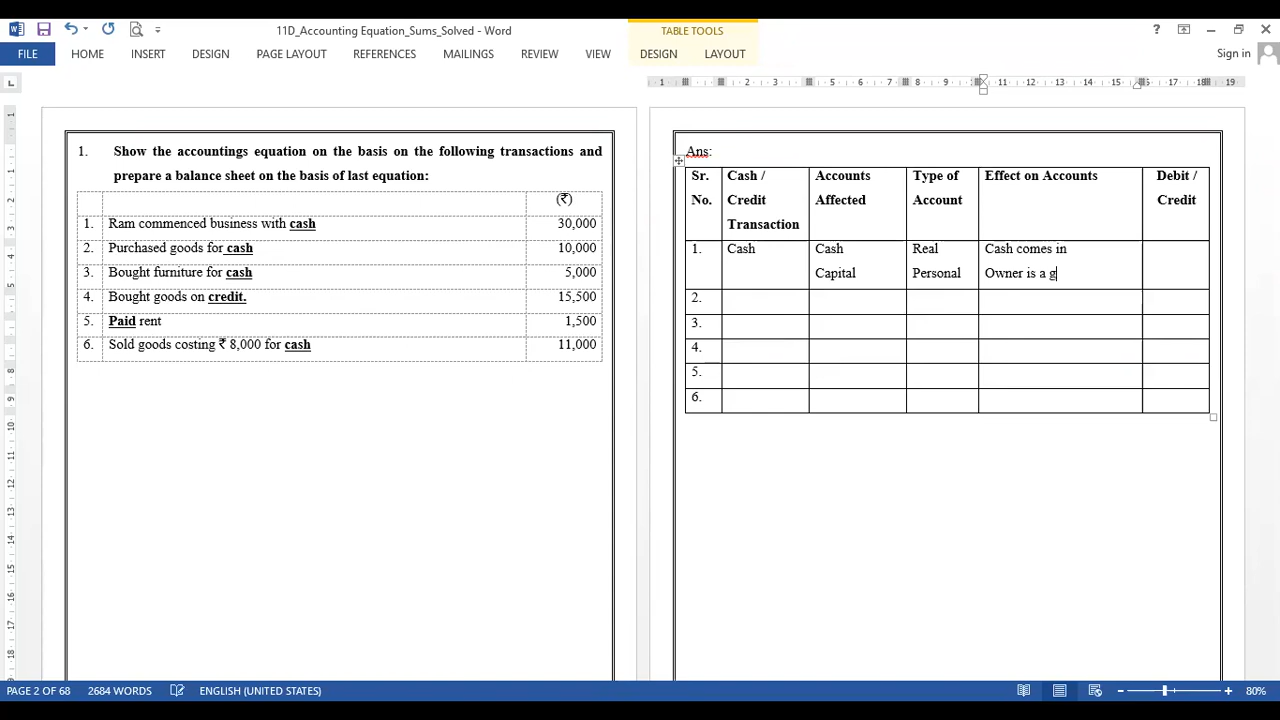 11D_Accounting Equation_Sums_Solved - Word
TABLE TOOLS
?
FILE HOME INSERT DESIGN PAGE LAYOUT REFERENCES MAILINGS REVIEW VIEW DESIGN LAYOUT Sign in
1. Show the accountings equation on the basis on the following transactions and
prepare a balance sheet on the basis of last equation:
(₹)
1. Ram commenced business with cash 30,000
2. Purchased goods for cash 10,000
3. Bought furniture for cash 5,000
4. Bought goods on credit. 15,500
5. Paid rent 1,500
6. Sold goods costing ₹ 8,000 for cash 11,000
Ans:
Sr. Cash / Accounts Type of Effect on Accounts Debit /
No. Credit Affected Account Credit
Transaction
1. Cash Cash Real Cash comes in
Capital Personal Owner is a g
2.
3.
4.
5.
6.
PAGE 2 OF 68 2684 WORDS ENGLISH (UNITED STATES) 80%